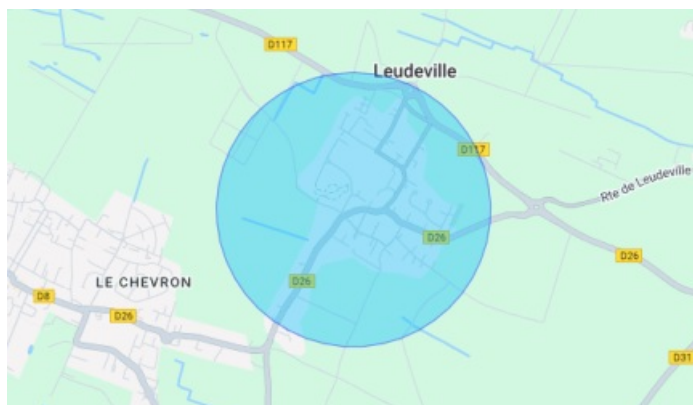 D117
Leudeville
D117
Rte de Leudeville
D26
D26
D26
LE CHEVRON
D8
D26
D31